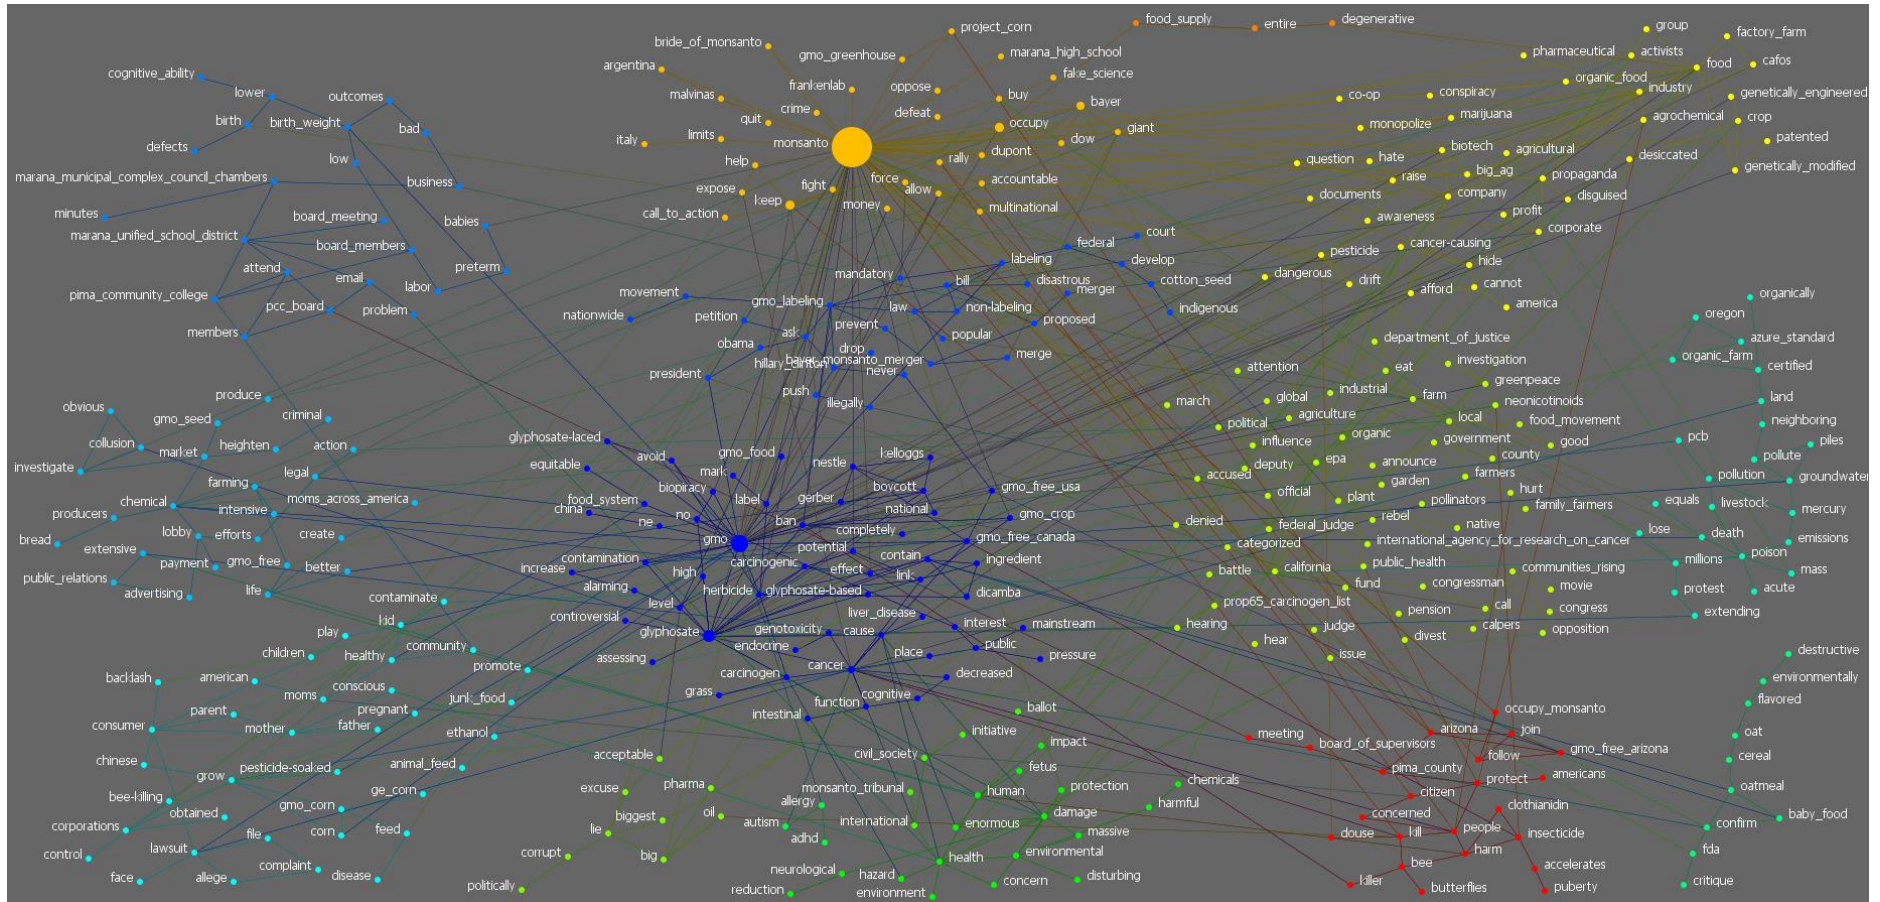 project_corn
food_supply
entire
degenerative
group
factory_farm
bride_of_monsanto
gmo_greenhouse
marana_high_school
pharmaceutical
activists
food
cafos
cognitive_ability
argentina
frankenlab
oppose
fake_science
organic_food
industry
lower
outcomes
malvinas
crime
buy
bayer
co-op
conspiracy
genetically_engineered
birth
birth_weight
bad
quit
defeat
occupy
giant
monopolize
marijuana
agrochemical
crop
defects
low
italy
limits
monsanto
dow
dupont
rally
biotech
agricultural
desiccated
patented
marana_municipal_complex_council_chambers
business
help
question
hate
big_ag
genetically_modified
expose
fight
force
allow
accountable
raise
propaganda
minutes
board_meeting
babies
call_to_action
keep
money
multinational
documents
company
disguised
marana_unified_school_district
board_members
awareness
profit
corporate
attend
email
labor
preterm
mandatory
labeling
federal
court
develop
pesticide
cancer-causing
hide
pima_community_college
pcc_board
problem
movement
gmo_labeling
bill
disastrous
merger
cotton_seed
dangerous
drift
afford
cannot
america
organically
members
nationwide
petition
ask
prevent
law
non-labeling
proposed
indigenous
oregon
obama
drop
popular
department_of_justice
azure_standard
hillary_clinton
bayer_monsanto_merger
merge
never
attention
eat
investigation
organic_farm
certified
president
push
illegally
march
global
industrial
farm
greenpeace
neonicotinoids
land
obvious
produce
gmo_seed
criminal
political
agriculture
local
food_movement
neighboring
collusion
market
heighten
action
glyphosate-laced
influence
organic
government
good
pcb
piles
investigate
legal
equitable
avoid
gmo_food
nestle
kelloggs
accused
deputy
epa
announce
county
pollute
farming
mark
biopiracy
label
gerber
boycott
gmo_free_usa
official
garden
farmers
hurt
pollution
groundwater
chemical
intensive
moms_across_america
food_system
china
no
ban
national
gmo_crop
plant
pollinators
family_farmers
equals
livestock
mercury
producers
lobby
efforts
create
ne
gmo
completely
denied
federal_judge
rebel
native
lose
death
emissions
bread
extensive
payment
gmo_free
better
contamination
carcinogenic
potential
contain
gmo_free_canada
categorized
international_agency_for_research_on_cancer
millions
poison
public_relations
advertising
life
increase
high
effect
link
ingredient
battle
california
public_health
communities_rising
mass
alarming
level
herbicide
glyphosate-based
dicamba
fund
congressman
movie
protest
acute
contaminate
kid
controversial
liver_disease
prop65_carcinogen_list
pension
call
congress
extending
play
community
glyphosate
genotoxicity
cause
interest
mainstream
hearing
judge
calpers
opposition
children
healthy
promote
assessing
endocrine
place
public
pressure
hear
issue
divest
destructive
backlash
american
moms
conscious
junk_food
carcinogen
cancer
decreased
environmentally
parent
pregnant
grass
function
cognitive
flavored
consumer
mother
father
ethanol
intestinal
ballot
occupy_monsanto
oat
chinese
grow
pesticide-soaked
animal_feed
acceptable
civil_society
initiative
impact
meeting
board_of_supervisors
arizona
join
gmo_free_arizona
cereal
bee-killing
obtained
gmo_corn
ge_corn
excuse
pharma
monsanto_tribunal
fetus
human
protection
chemicals
pima_county
follow
protect
americans
oatmeal
corporations
file
corn
feed
biggest
oil
allergy
autism
international
enormous
damage
harmful
citizen
concerned
clothianidin
confirm
baby_food
control
lawsuit
complaint
lie
adhd
massive
douse
kill
people
insecticide
face
allege
disease
corrupt
big
health
environmental
bee
harm
fda
politically
neurological
hazard
reduction
environment
concern
disturbing
killer
butterflies
accelerates
puberty
critique